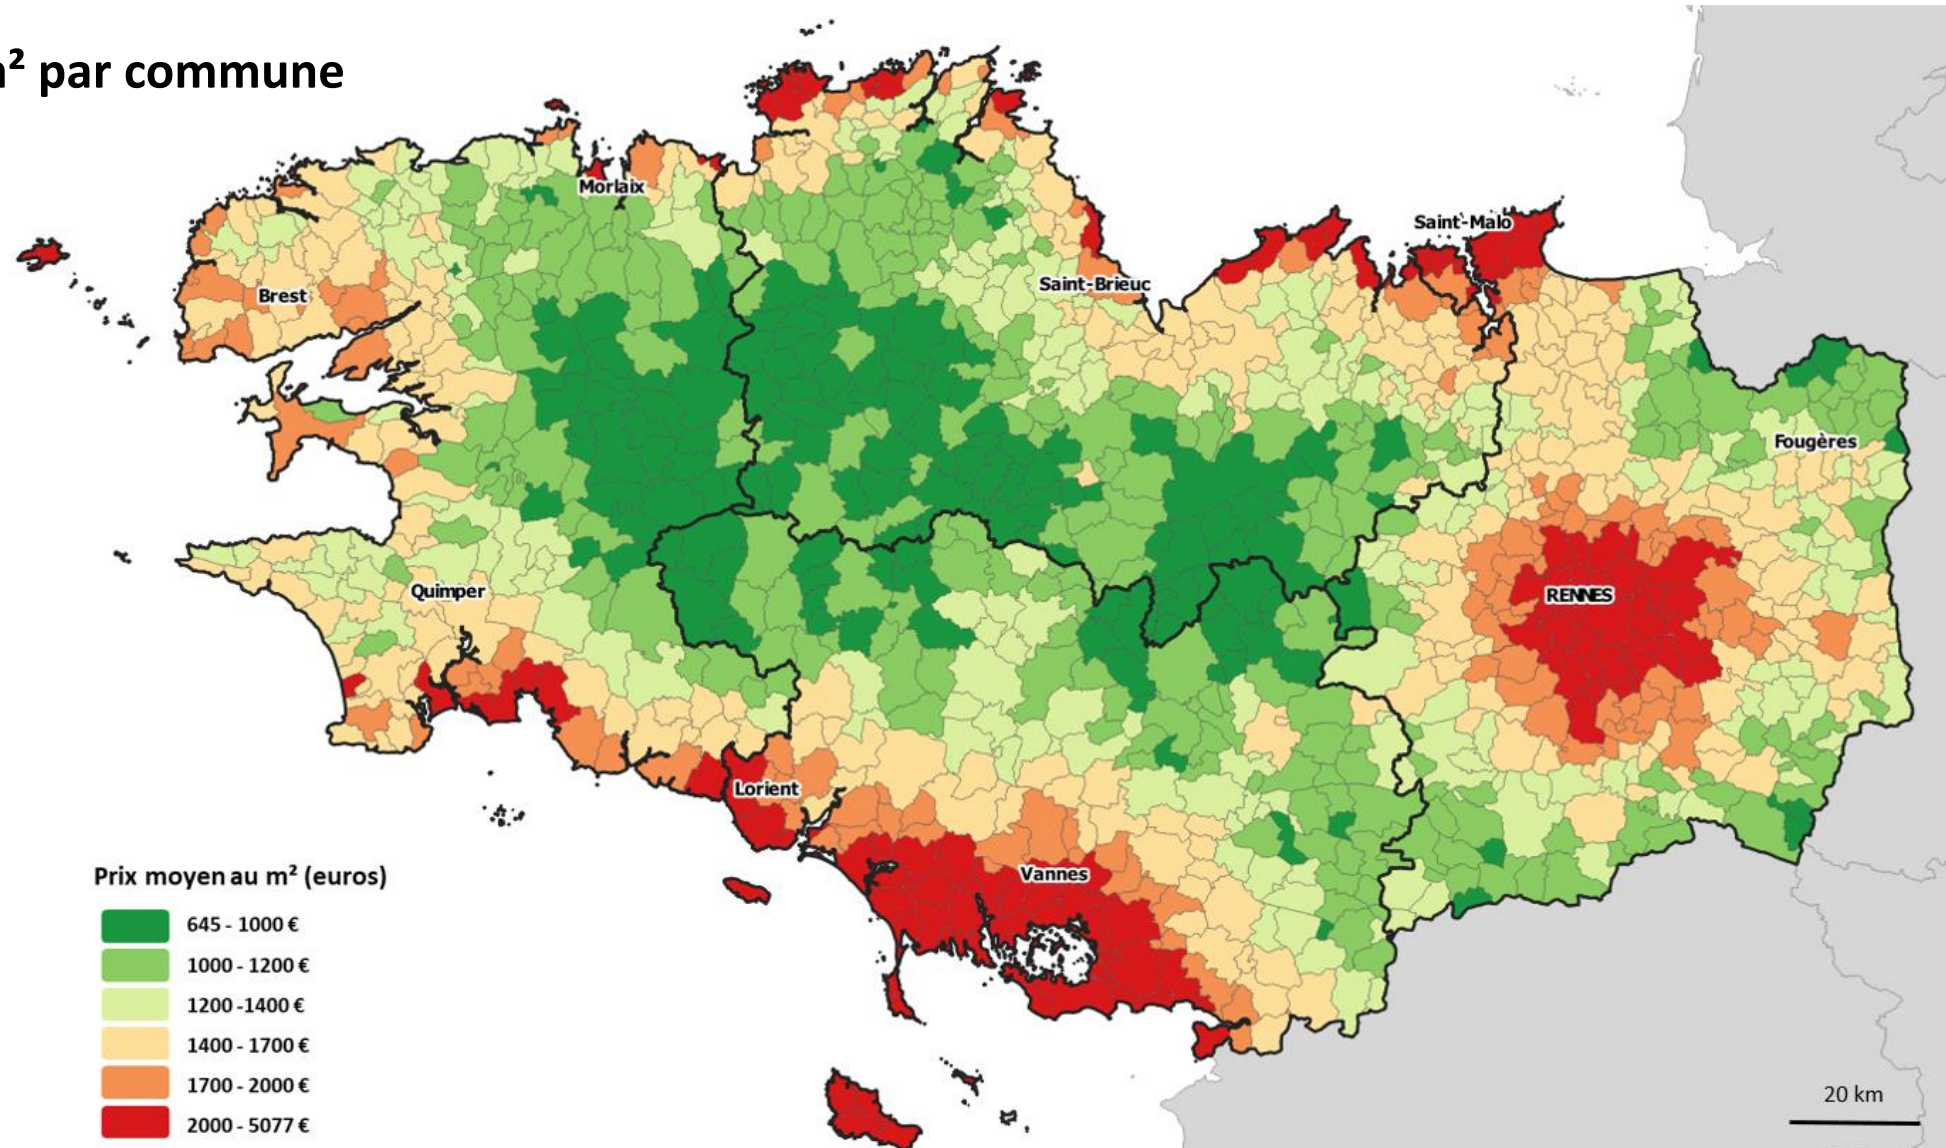 ² par commune
Morlaix
Saint-Malo
Saint-Brieuc
Brest
Fougères
Quimper
RENNES
Lorient
Vannes
Prix moyen au m² (euros)
645 - 1000 €
1000 - 1200 €
1200 -1400 €
1400 - 1700 €
1700 - 2000 €
2000 - 5077 €
20 km